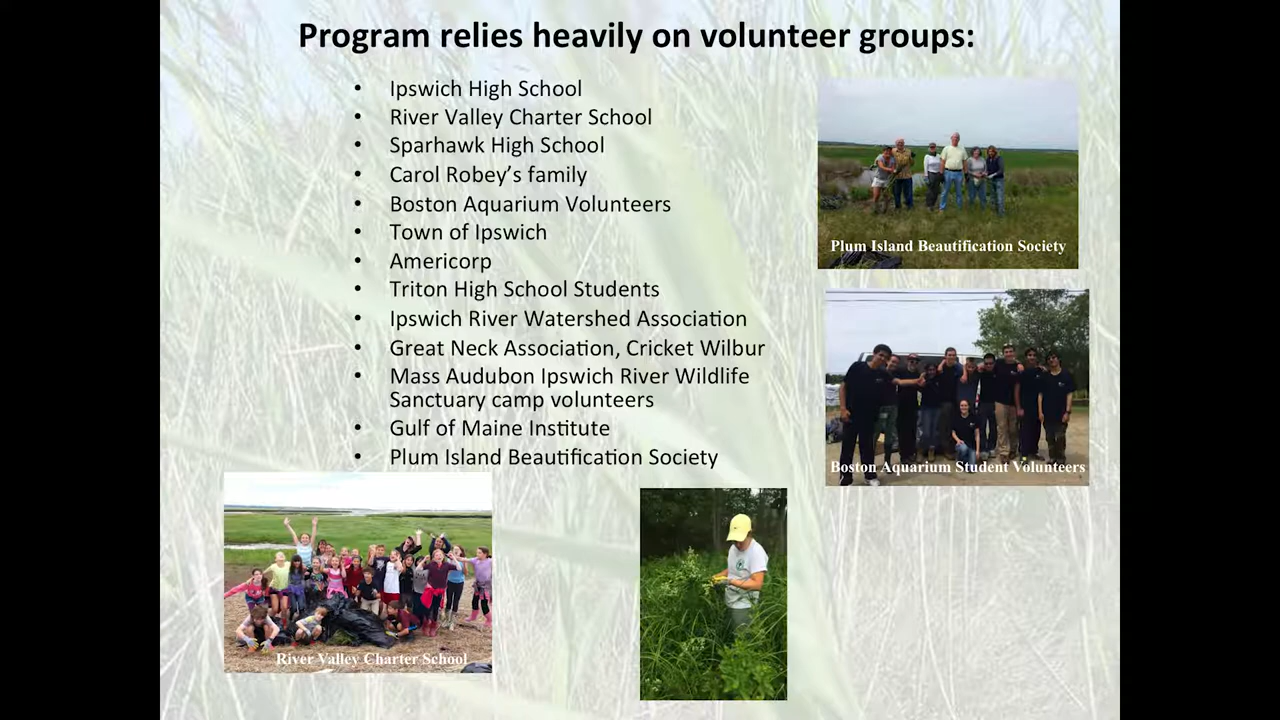 Program relies heavily on volunteer groups:
• Ipswich High School
• River Valley Charter School
• Sparhawk High School
• Carol Robey’s family
• Boston Aquarium Volunteers
• Town of Ipswich
• Americorp
• Triton High School Students
• Ipswich River Watershed Association
• Great Neck Association, Cricket Wilbur
• Mass Audubon Ipswich River Wildlife
Sanctuary camp volunteers
• Gulf of Maine Institute
• Plum Island Beautification Society
Plum Island Beautification Society
Boston Aquarium Student Volunteers
River Valley Charter School